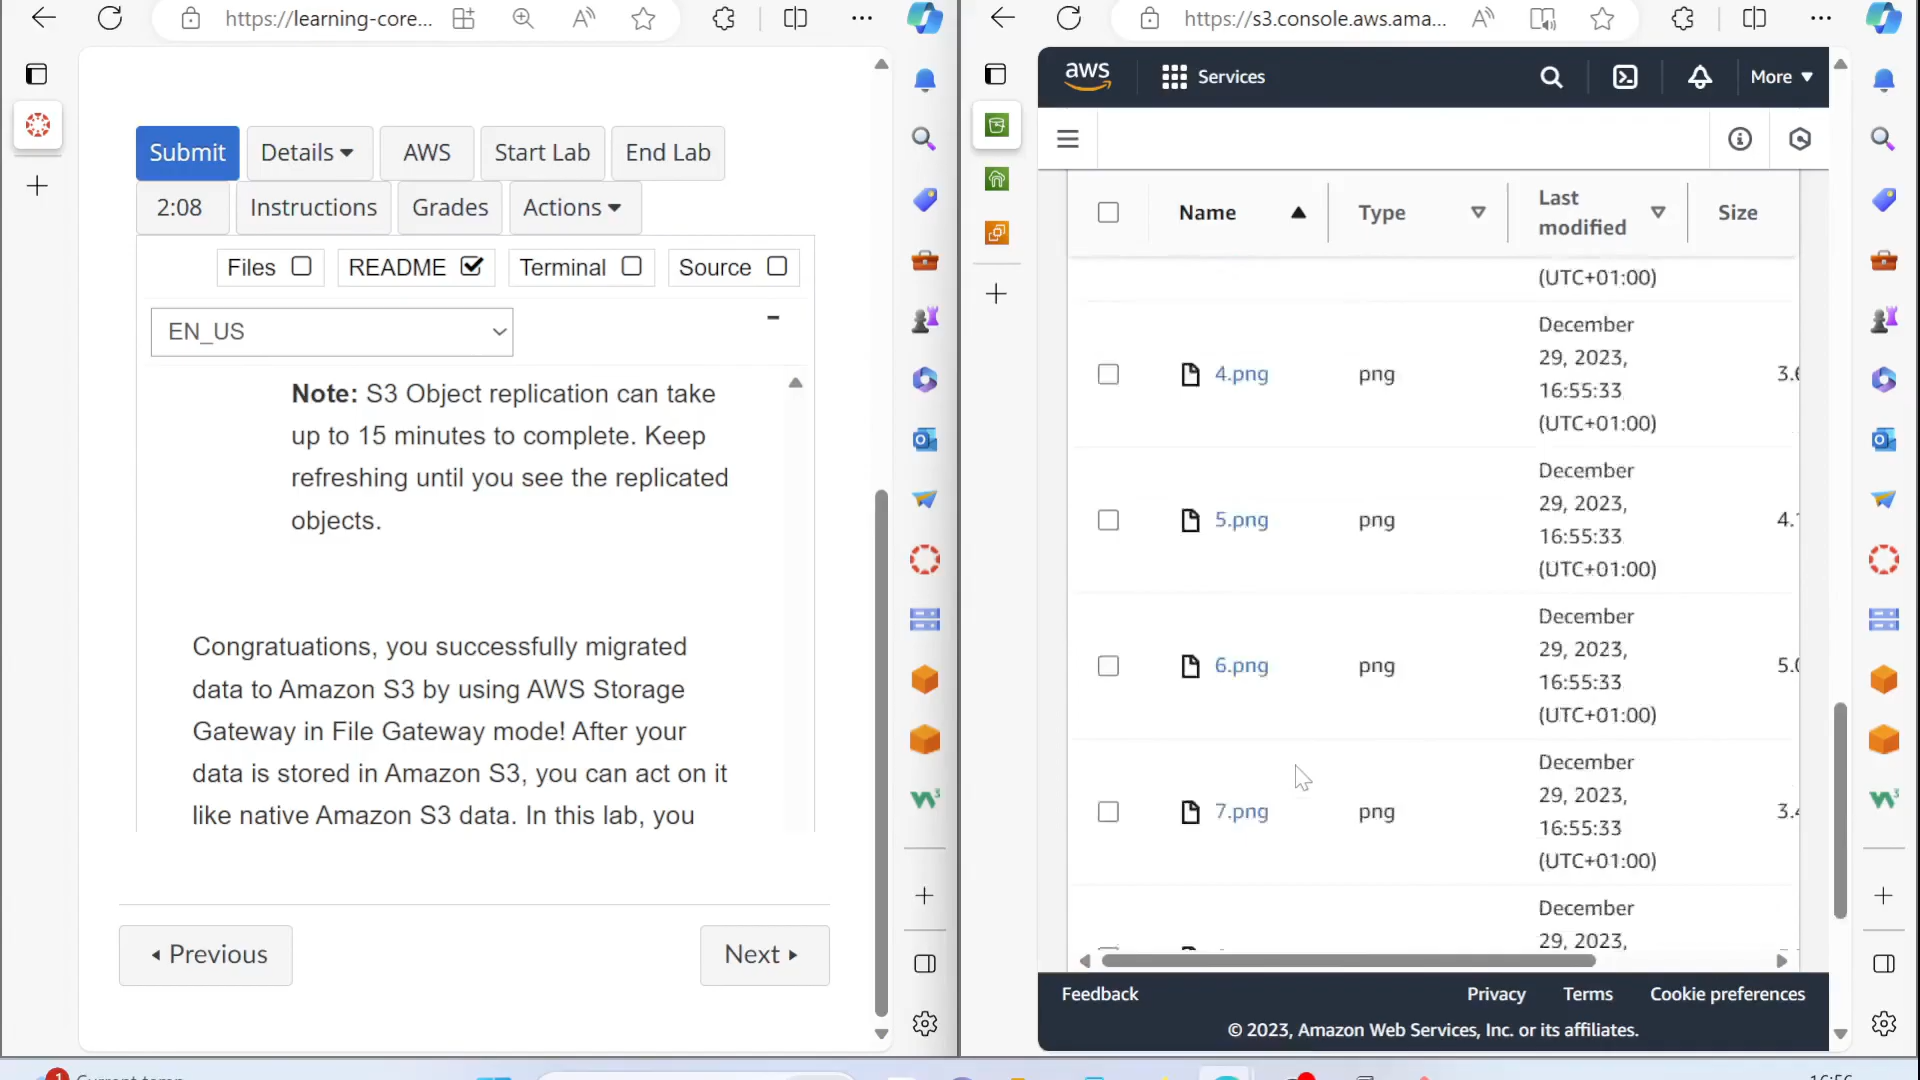 https://learning-core...
Submit
Details
AWS
Start Lab
End Lab
2:08
Instructions
Grades
Actions
Files
README
Terminal
Source
EN_US
Note: S3 Object replication can take
up to 15 minutes to complete. Keep
refreshing until you see the replicated
objects.
Congratuations, you successfully migrated
data to Amazon S3 by using AWS Storage
Gateway in File Gateway mode! After your
data is stored in Amazon S3, you can act on it
like native Amazon S3 data. In this lab, you
Previous
Next
https://s3.console.aws.ama...
aws
Services
More
Name
Type
Last
modified
Size
(UTC+01:00)
4.png
png
December
29, 2023,
16:55:33
(UTC+01:00)
5.png
png
December
29, 2023,
16:55:33
(UTC+01:00)
6.png
png
December
29, 2023,
16:55:33
(UTC+01:00)
7.png
png
December
29, 2023,
16:55:33
(UTC+01:00)
December
29, 2023,
Feedback
Privacy
Terms
Cookie preferences
© 2023, Amazon Web Services, Inc. or its affiliates.
1